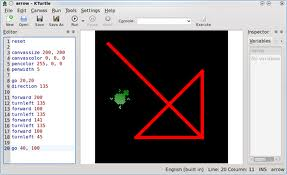 arrow - KTurtle
File Edit Canvas Run Tools Settings Help
New Open Save Run Abort Console: Execute
Editor
Inspector
Variables
1 reset
2
3 canvassize 200, 200
4 canvascolor 0, 0, 0
5 pencolor 255, 0, 0
6 penwidth 5
7
8 go 20,20
9 direction 135
10
11 forward 200
12 turnleft 135
13 forward 100
14 turnleft 135
15 forward 141
16 turnleft 135
17 forward 100
18 turnleft 45
19
20 go 40, 100
English (built in) Line: 20 Column: 11 INS arrow